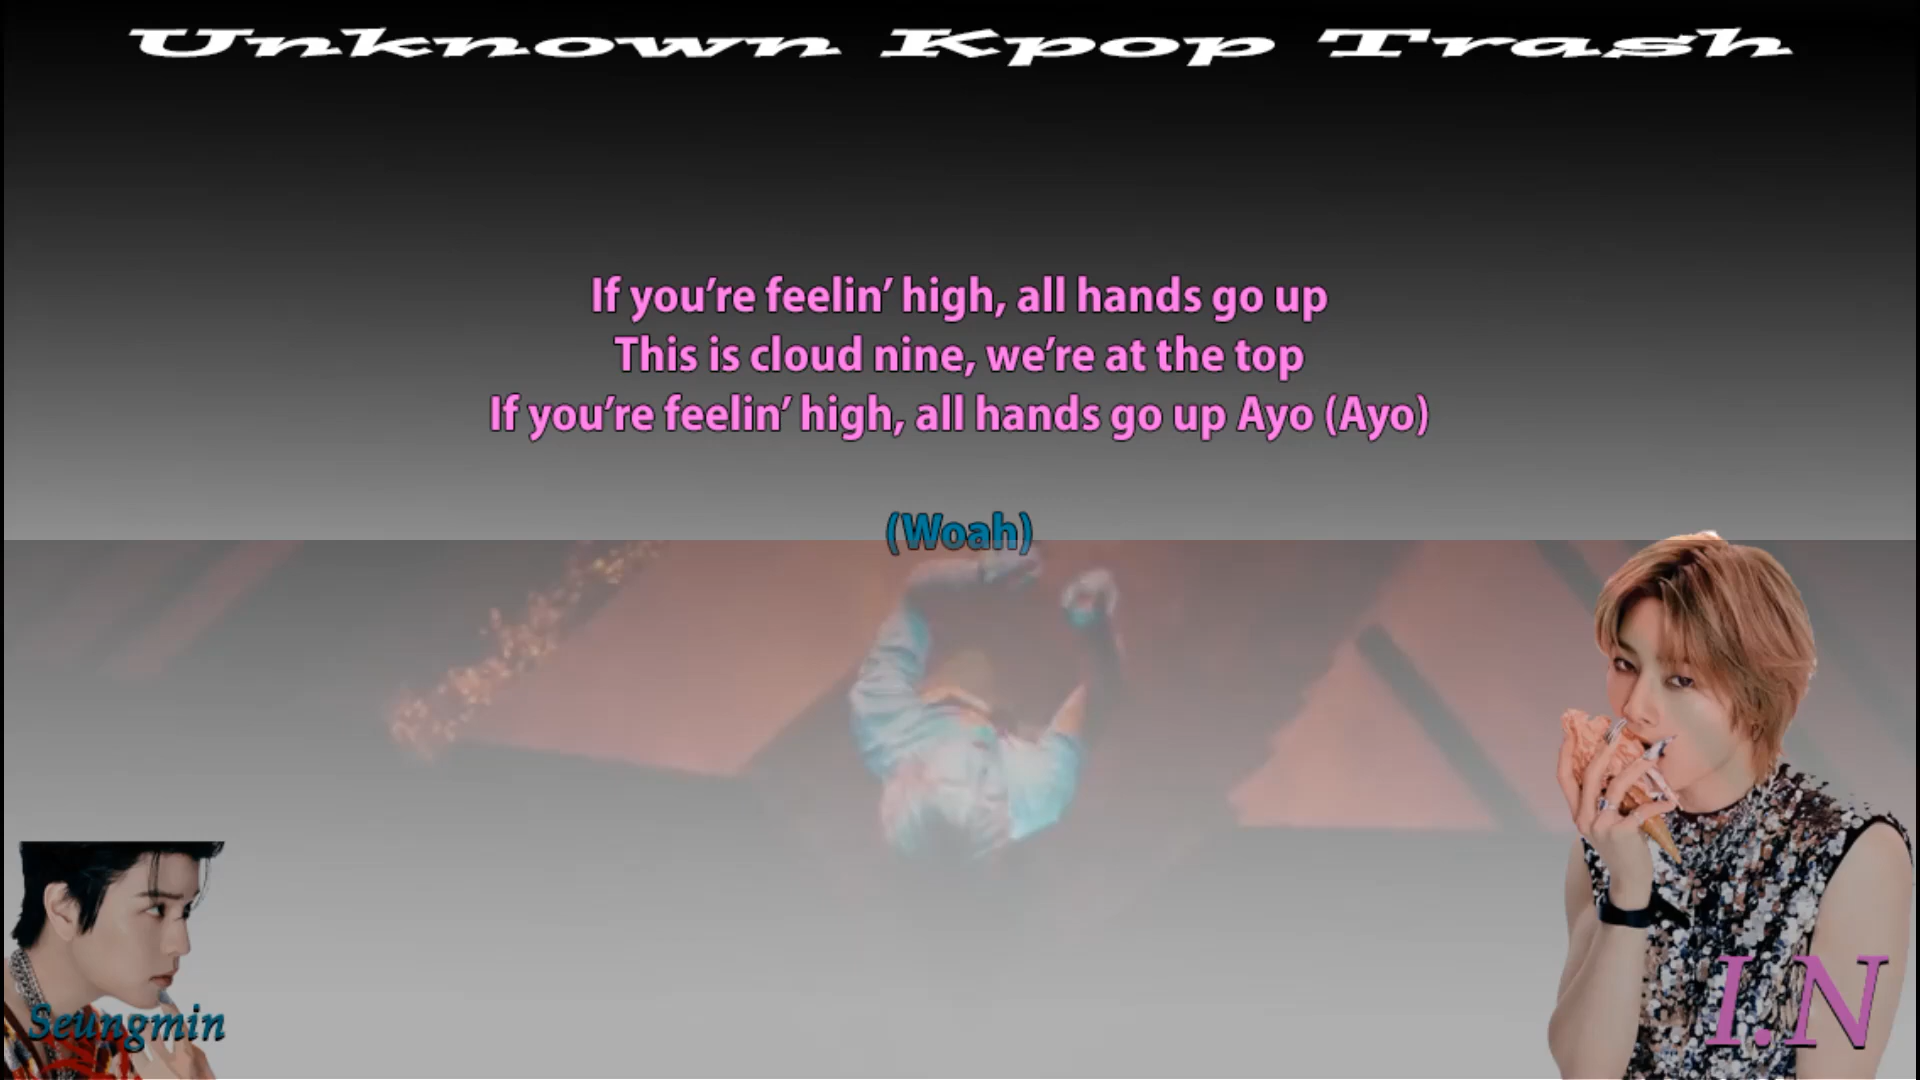 Unknown Kpop Trash
If you’re feelin’ high, all hands go up
This is cloud nine, we’re at the top
If you’re feelin’ high, all hands go up Ayo (Ayo)
(Woah)
Seungmin
I.N